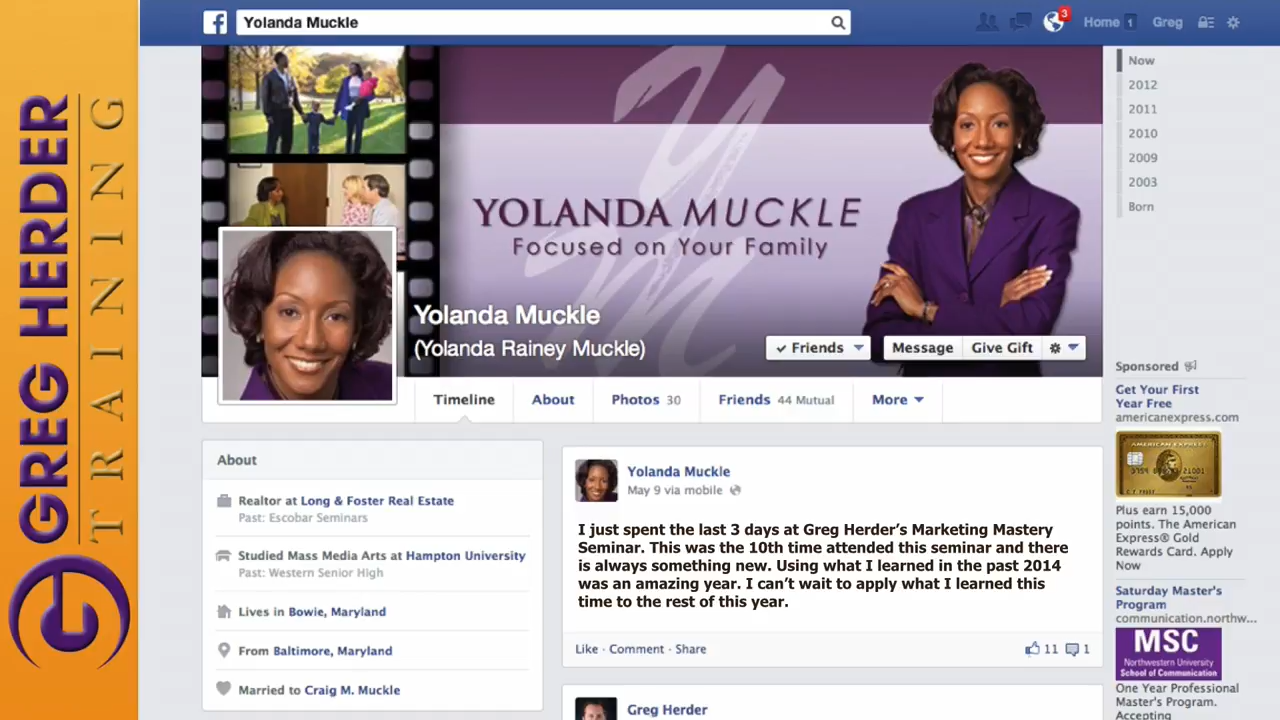 GREG HERDER
TRAINING
Yolanda Muckle
3
Home 1
Greg
YOLANDA MUCKLE
Focused on Your Family
Yolanda Muckle
(Yolanda Rainey Muckle)
Friends
Message
Give Gift
Timeline
About
Photos 30
Friends 44 Mutual
More
Now
2012
2011
2010
2009
2003
Born
About
Realtor at Long & Foster Real Estate
Past: Escobar Seminars
Studied Mass Media Arts at Hampton University
Past: Western Senior High
Lives in Bowie, Maryland
From Baltimore, Maryland
Married to Craig M. Muckle
Yolanda Muckle
May 9 via mobile
I just spent the last 3 days at Greg Herder's Marketing Mastery
Seminar. This was the 10th time attended this seminar and there
is always something new. Using what I learned in the past 2014
was an amazing year. I can't wait to apply what I learned this
time to the rest of this year.
Like · Comment · Share
11
1
Greg Herder
Sponsored
Get Your First
Year Free
americanexpress.com
AMERICAN EXPRESS
Plus earn 15,000
points. The American
Express® Gold
Rewards Card. Apply
Now
Saturday Master's
Program
communication.northw...
MSC
Northwestern University
School of Communication
One Year Professional
Master's Program.
Accepting